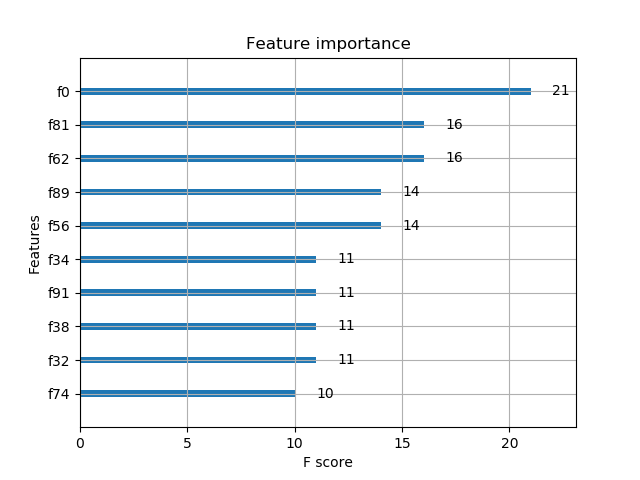 Feature importance
f0 21
f81 16
f62 16
f89 14
f56 14
f34 11
f91 11
f38 11
f32 11
f74 10
0 5 10 15 20
F score
Features